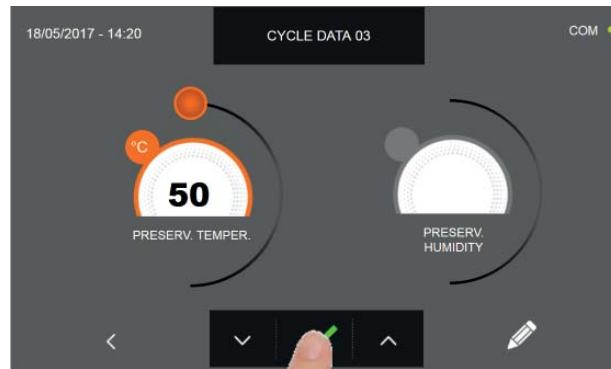 18/05/2017 - 14:20
CYCLE DATA 03
COM
°C
50
PRESERV. TEMPER.
PRESERV.
HUMIDITY